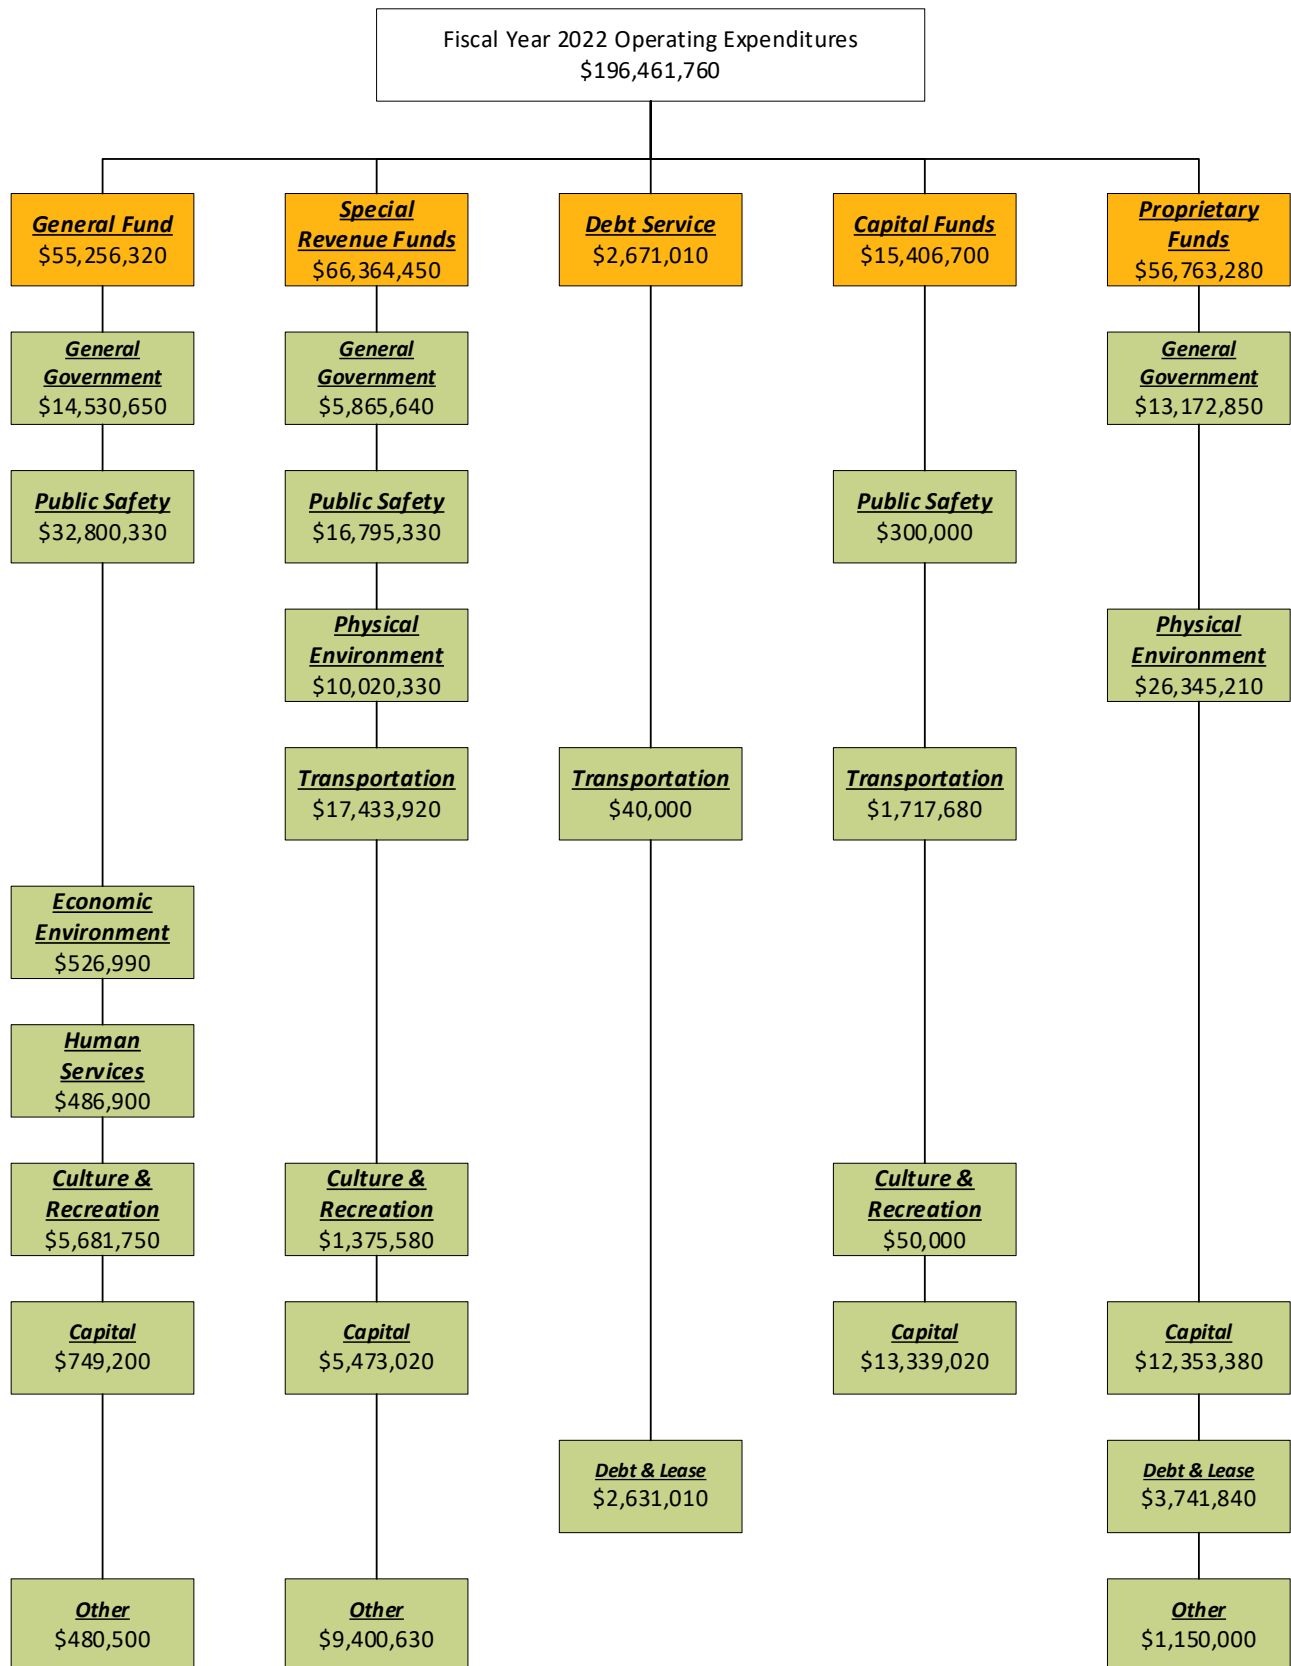 Fiscal Year 2022 Operating Expenditures
$196,461,760
General Fund
$55,256,320
Special
Revenue Funds
$66,364,450
Debt Service
$2,671,010
Capital Funds
$15,406,700
Proprietary
Funds
$56,763,280
General
Government
$14,530,650
General
Government
$5,865,640
General
Government
$13,172,850
Public Safety
$32,800,330
Public Safety
$16,795,330
Public Safety
$300,000
Physical
Environment
$10,020,330
Physical
Environment
$26,345,210
Transportation
$17,433,920
Transportation
$40,000
Transportation
$1,717,680
Economic
Environment
$526,990
Human
Services
$486,900
Culture &
Recreation
$5,681,750
Culture &
Recreation
$1,375,580
Culture &
Recreation
$50,000
Capital
$749,200
Capital
$5,473,020
Capital
$13,339,020
Capital
$12,353,380
Debt & Lease
$2,631,010
Debt & Lease
$3,741,840
Other
$480,500
Other
$9,400,630
Other
$1,150,000